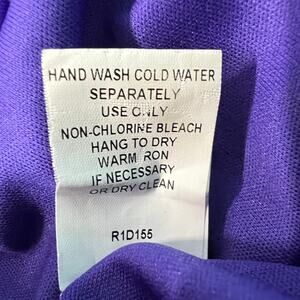 HAND WASH COLD WATER
SEPARATELY
USE ONLY
NON-CHLORINE BLEACH
HANG TO DRY
WARM IRON
IF NECESSARY
OR DRY CLEAN
R1D155